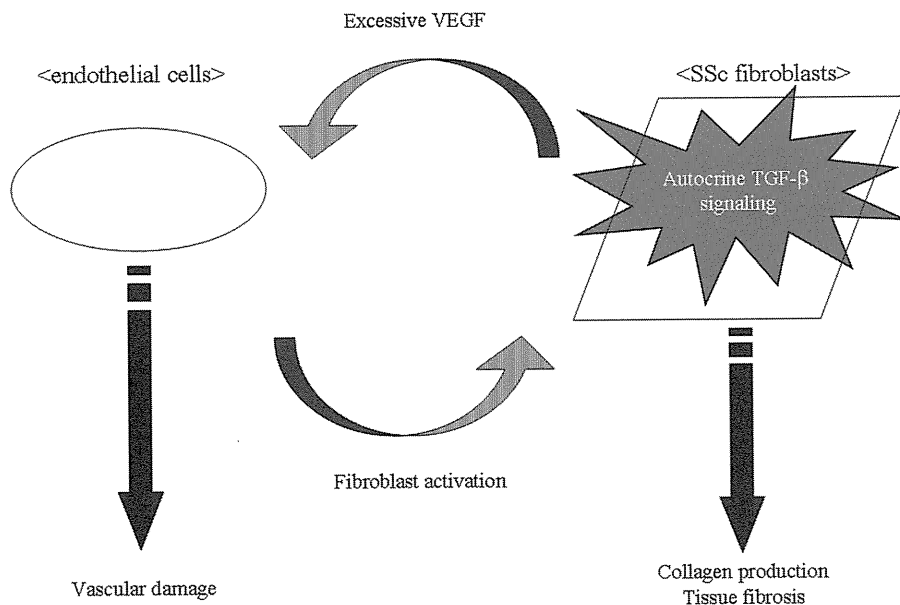 Excessive VEGF
<endothelial cells>
<SSc fibroblasts>
Autocrine TGF-β
signaling
Fibroblast activation
Vascular damage
Collagen production
Tissue fibrosis